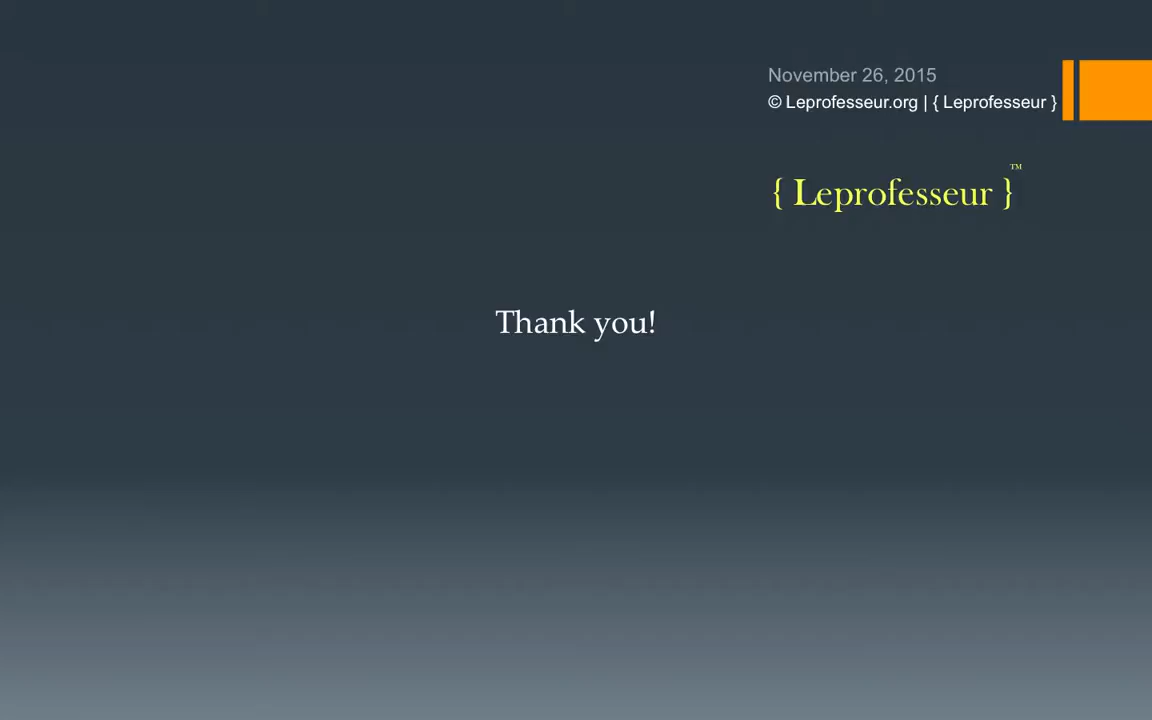 November 26, 2015
© Leprofesseur.org | { Leprofesseur }
{ Leprofesseur }™
Thank you!